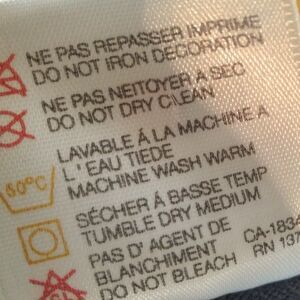 NE PAS REPASSER IMPRIME
DO NOT IRON DECORATION
NE PAS NEITOYER A SEC
DO NOT DRY CLEAN
LAVABLE Á LA MACHINE A
L'EAU TIEDE
MACHINE WASH WARM
50°C
SÉCHER À BASSE TEMP
TUMBLE DRY MEDIUM
PAS D'AGENT DE
BLANCHIMENT
DO NOT BLEACH
CA-183
RN 137